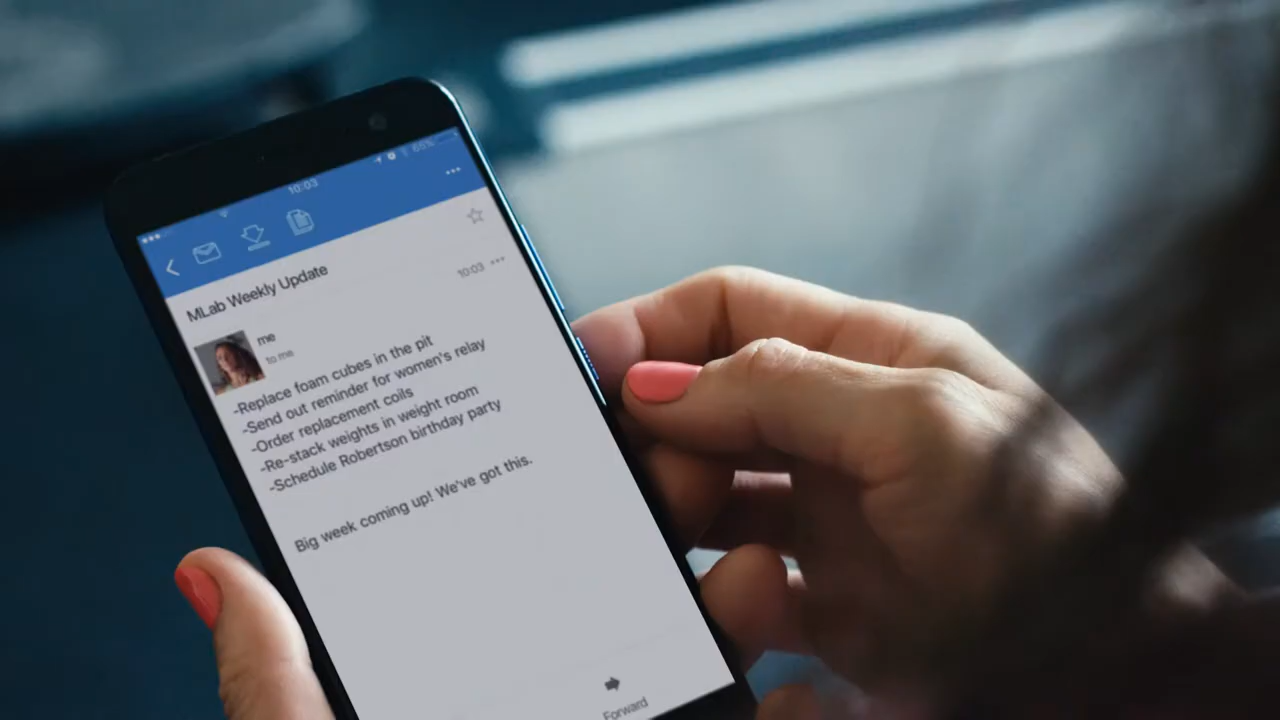 10:03
65%
MLab Weekly Update
10:03
me
to me
-Replace foam cubes in the pit
-Send out reminder for women's relay
-Order replacement coils
-Re-stack weights in weight room
-Schedule Robertson birthday party
Big week coming up! We've got this.
Forward